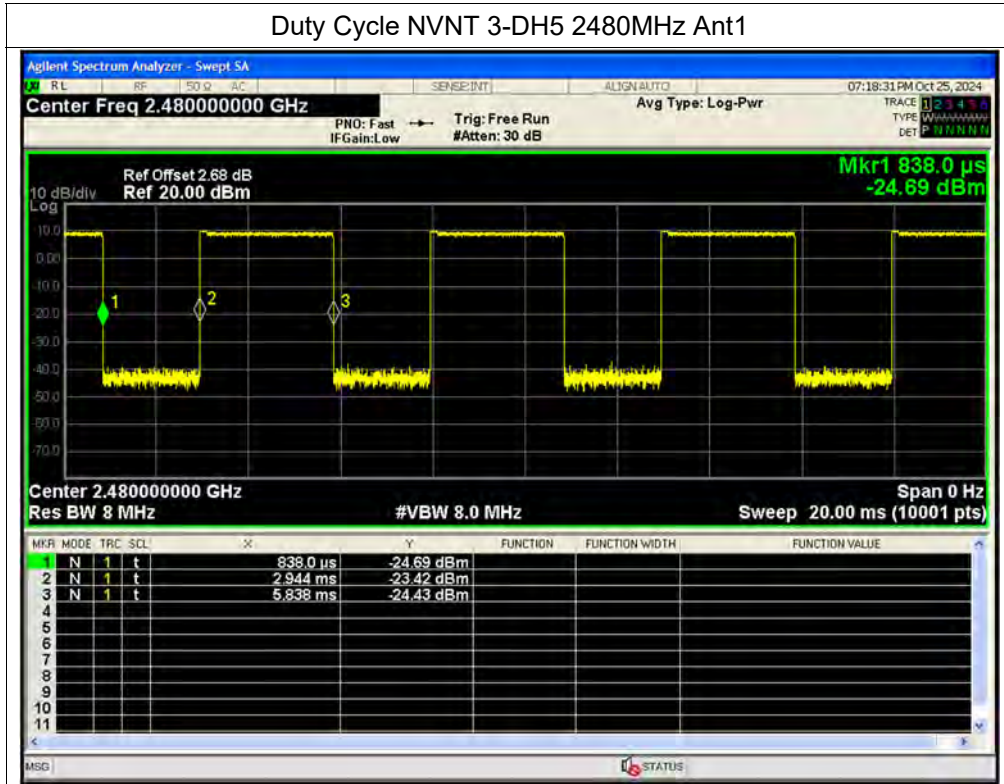 Duty Cycle NVNT 3-DH5 2480MHz Ant1
Agilent Spectrum Analyzer - Swept SA
RL RF 50 Ω AC SENSE:INT ALIGN AUTO 07:18:31 PM Oct 25, 2024
Center Freq 2.480000000 GHz Avg Type: Log-Pwr TRACE 1 2 3 4 5 6
PNO: Fast Trig: Free Run TYPE WWWWWW
IFGain:Low #Atten: 30 dB DET P N N N N N
Mkr1 838.0 µs
Ref Offset 2.68 dB
10 dB/div Ref 20.00 dBm -24.69 dBm
Log
10.0
0.00
-10.0
1 2 3
-20.0
-30.0
-40.0
-50.0
-60.0
-70.0
Center 2.480000000 GHz Span 0 Hz
Res BW 8 MHz #VBW 8.0 MHz Sweep 20.00 ms (10001 pts)
MKR MODE TRC SCL X Y FUNCTION FUNCTION WIDTH FUNCTION VALUE
1 N 1 t 838.0 µs -24.69 dBm
2 N 1 t 2.944 ms -23.42 dBm
3 N 1 t 5.838 ms -24.43 dBm
4
5
6
7
8
9
10
11
MSG STATUS